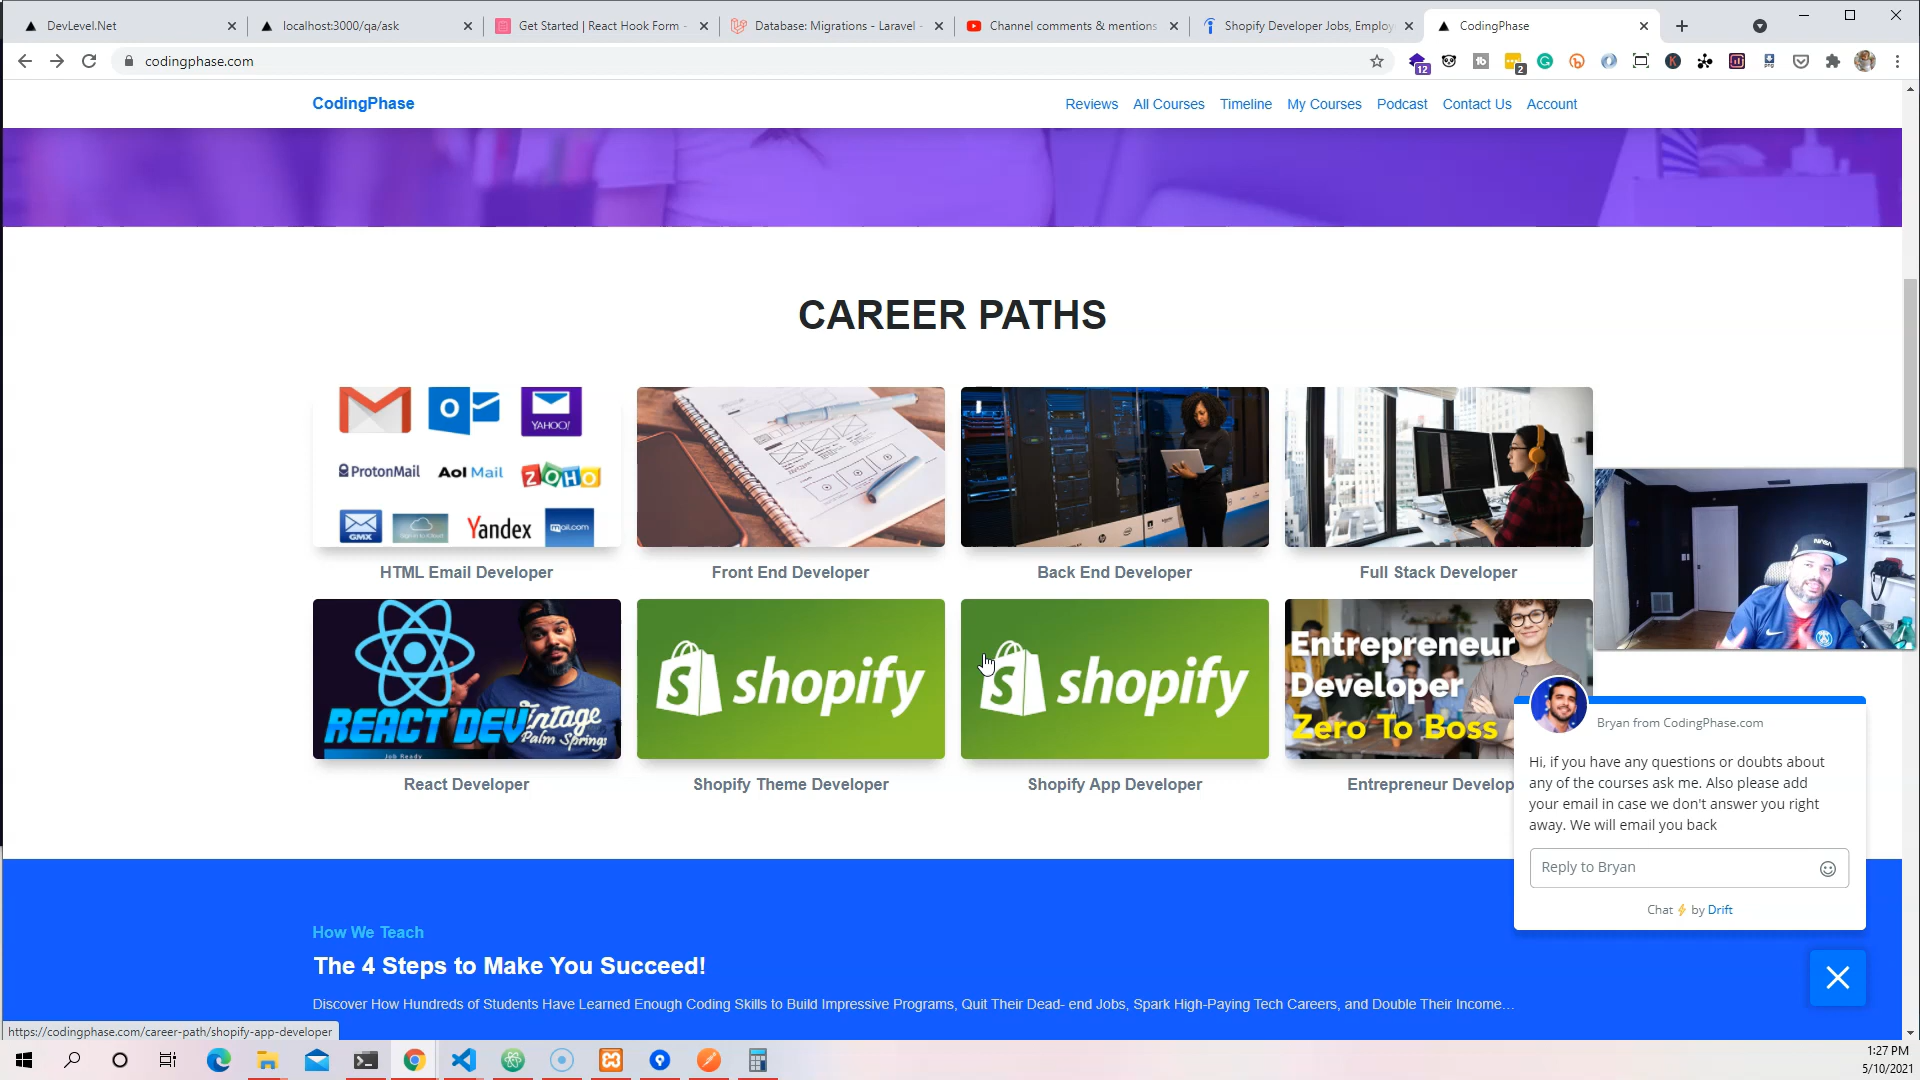 DevLevel.Net
localhost:3000/qa/ask
Get Started | React Hook Form -
Database: Migrations - Laravel -
Channel comments & mentions
Shopify Developer Jobs, Employ
CodingPhase
codingphase.com
12
2
CodingPhase
Reviews
All Courses
Timeline
My Courses
Podcast
Contact Us
Account
CAREER PATHS
YAHOO!
ProtonMail
Aol Mail
ZOHO
GMX
Yandex
mail.com
HTML Email Developer
Front End Developer
Back End Developer
Full Stack Developer
REACT DEV
Vintage
Palm Springs
Job Ready
shopify
shopify
Entrepreneur
Developer
Zero To Boss
React Developer
Shopify Theme Developer
Shopify App Developer
Entrepreneur Develop
Bryan from CodingPhase.com
Hi, if you have any questions or doubts about
any of the courses ask me. Also please add
your email in case we don't answer you right
away. We will email you back
Reply to Bryan
Chat ⚡ by Drift
How We Teach
The 4 Steps to Make You Succeed!
Discover How Hundreds of Students Have Learned Enough Coding Skills to Build Impressive Programs, Quit Their Dead- end Jobs, Spark High-Paying Tech Careers, and Double Their Income...
https://codingphase.com/career-path/shopify-app-developer
1:27 PM
5/10/2021